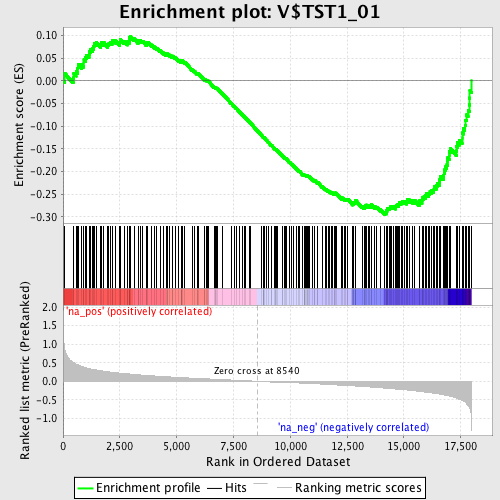 Enrichment plot: V$TST1_01
Enrichment score (ES)
0.10
0.05
0.00
-0.05
-0.10
-0.15
-0.20
-0.25
-0.30
Ranked list metric (PreRanked)
2.0
1.5
1.0
0.5
0.0
-0.5
-1.0
'na_pos' (positively correlated)
Zero cross at 8540
'na_neg' (negatively correlated)
0 2,500 5,000 7,500 10,000 12,500 15,000 17,500
Rank in Ordered Dataset
Enrichment profile Hits Ranking metric scores